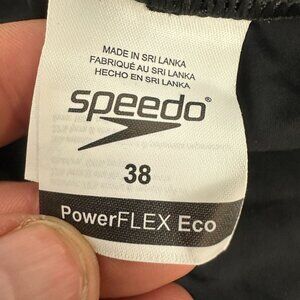 MADE IN SRI LANKA
FABRIQUÉ AU SRI LANKA
HECHO EN SRI LANKA
speedo®
38
PowerFLEX Eco